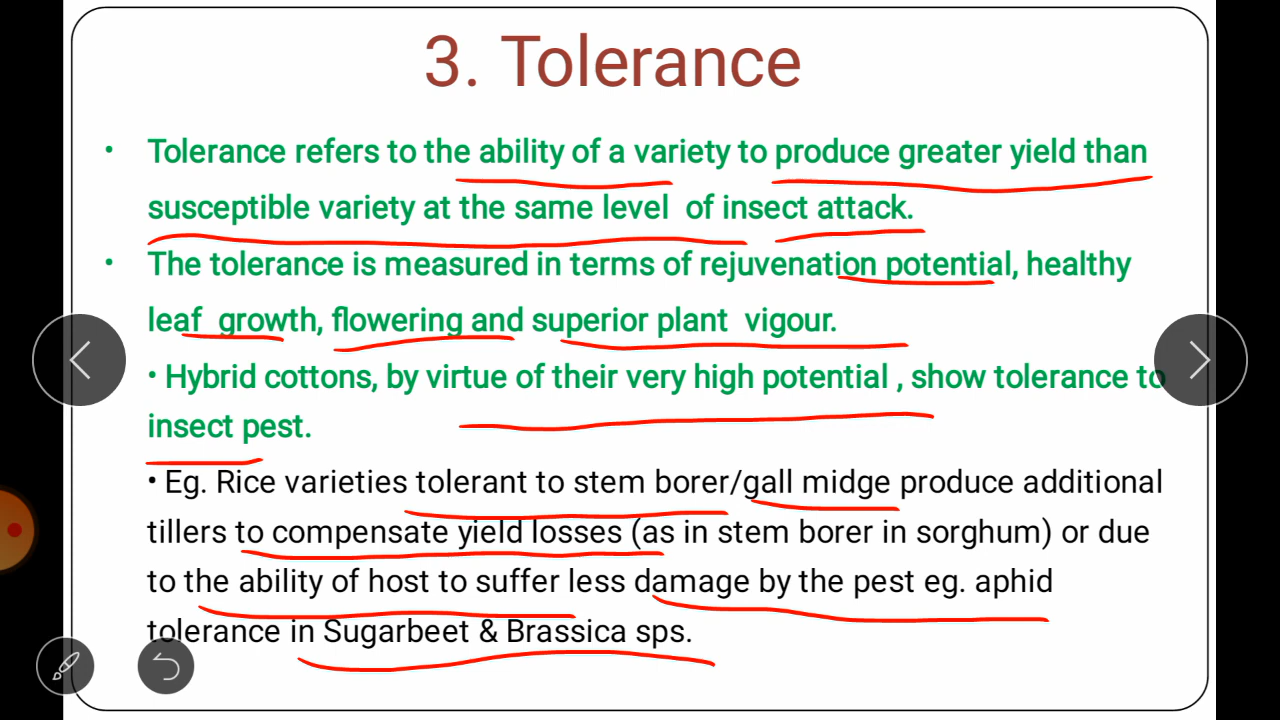 3. Tolerance
• Tolerance refers to the ability of a variety to produce greater yield than
susceptible variety at the same level of insect attack.
• The tolerance is measured in terms of rejuvenation potential, healthy
leaf growth, flowering and superior plant vigour.
• Hybrid cottons, by virtue of their very high potential , show tolerance to
insect pest.
• Eg. Rice varieties tolerant to stem borer/gall midge produce additional
tillers to compensate yield losses (as in stem borer in sorghum) or due
to the ability of host to suffer less damage by the pest eg. aphid
tolerance in Sugarbeet & Brassica sps.